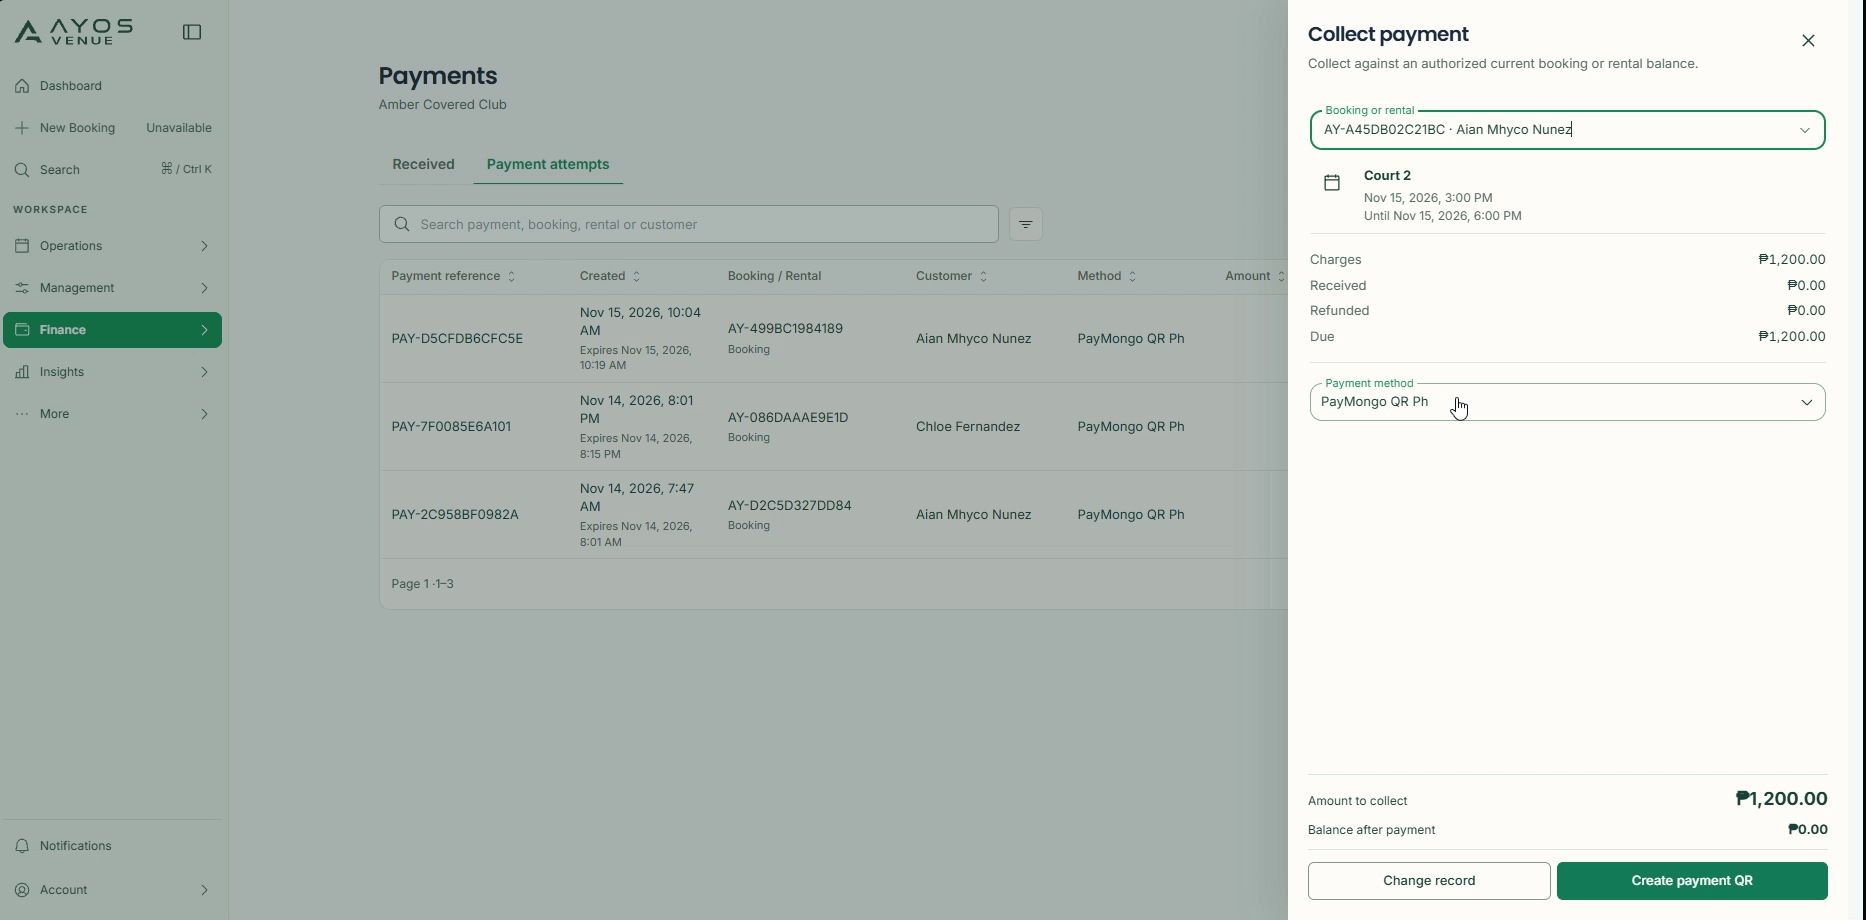 AYOS
VENUE
Dashboard
New Booking Unavailable
Search ⌘ / Ctrl K
WORKSPACE
Operations
Management
Finance
Insights
More
Notifications
Account
Payments
Amber Covered Club
Received Payment attempts
Search payment, booking, rental or customer
Payment reference Created Booking / Rental Customer Method Amount
PAY-D5CFDB6CFC5E
Nov 15, 2026, 10:04
AM
Expires Nov 15, 2026,
10:19 AM
AY-499BC1984189
Booking
Aian Mhyco Nunez
PayMongo QR Ph
PAY-7F0085E6A101
Nov 14, 2026, 8:01
PM
Expires Nov 14, 2026,
8:15 PM
AY-086DAAAE9E1D
Booking
Chloe Fernandez
PayMongo QR Ph
PAY-2C958BF0982A
Nov 14, 2026, 7:47
AM
Expires Nov 14, 2026,
8:01 AM
AY-D2C5D327DD84
Booking
Aian Mhyco Nunez
PayMongo QR Ph
Page 1 ·1–3
Collect payment
Collect against an authorized current booking or rental balance.
Booking or rental
AY-A45DB02C21BC · Aian Mhyco Nunez
Court 2
Nov 15, 2026, 3:00 PM
Until Nov 15, 2026, 6:00 PM
Charges ₱1,200.00
Received ₱0.00
Refunded ₱0.00
Due ₱1,200.00
Payment method
PayMongo QR Ph
Amount to collect ₱1,200.00
Balance after payment ₱0.00
Change record Create payment QR